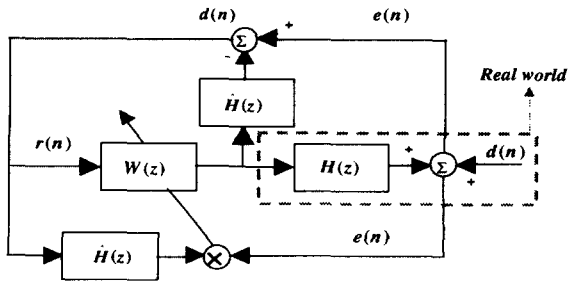 d(n)
e(n)
Σ
+
-
Real world
Ĥ(z)
r(n)
W(z)
H(z)
+
Σ
d(n)
+
Ĥ(z)
×
e(n)